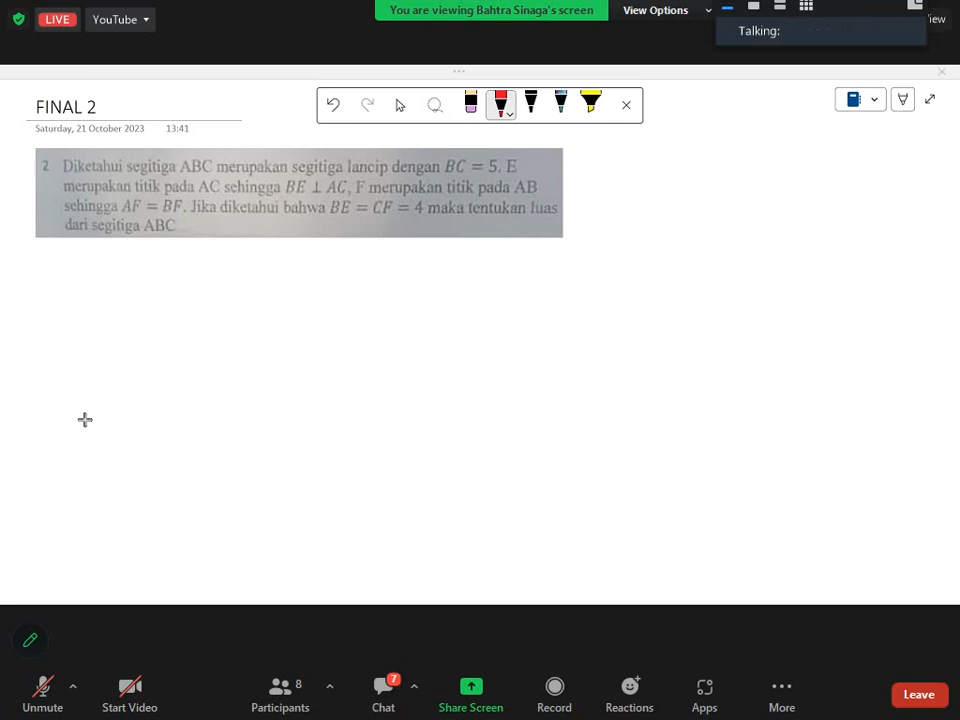 LIVE
YouTube
You are viewing Bahtra Sinaga's screen
View Options
iew
Talking:
FINAL 2
Saturday, 21 October 2023 13:41
2 Diketahui segitiga ABC merupakan segitiga lancip dengan BC = 5. E
merupakan titik pada AC sehingga BE ⊥ AC, F merupakan titik pada AB
sehingga AF = BF. Jika diketahui bahwa BE = CF = 4 maka tentukan luas
dari segitiga ABC
Unmute
Start Video
8
Participants
7
Chat
Share Screen
Record
Reactions
Apps
More
Leave